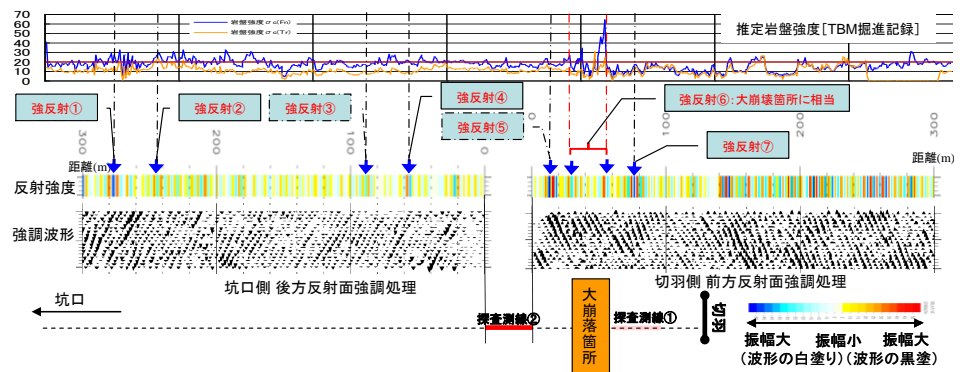 70
60
50
40
30
20
10
0
岩盤強度σc(Fn)
岩盤強度σc(Tr)
推定岩盤強度[TBM掘進記録]
強反射①
強反射②
強反射③
強反射④
強反射⑤
強反射⑥:大崩壊箇所に相当
強反射⑦
300
200
100
0
0
100
200
300
距離(m)
距離(m)
反射強度
強調波形
坑口側 後方反射面強調処理
切羽側 前方反射面強調処理
坑口
探査測線②
大崩落箇所
探査測線①
切羽
振幅大 振幅小 振幅大
(波形の白塗り)(波形の黒塗)